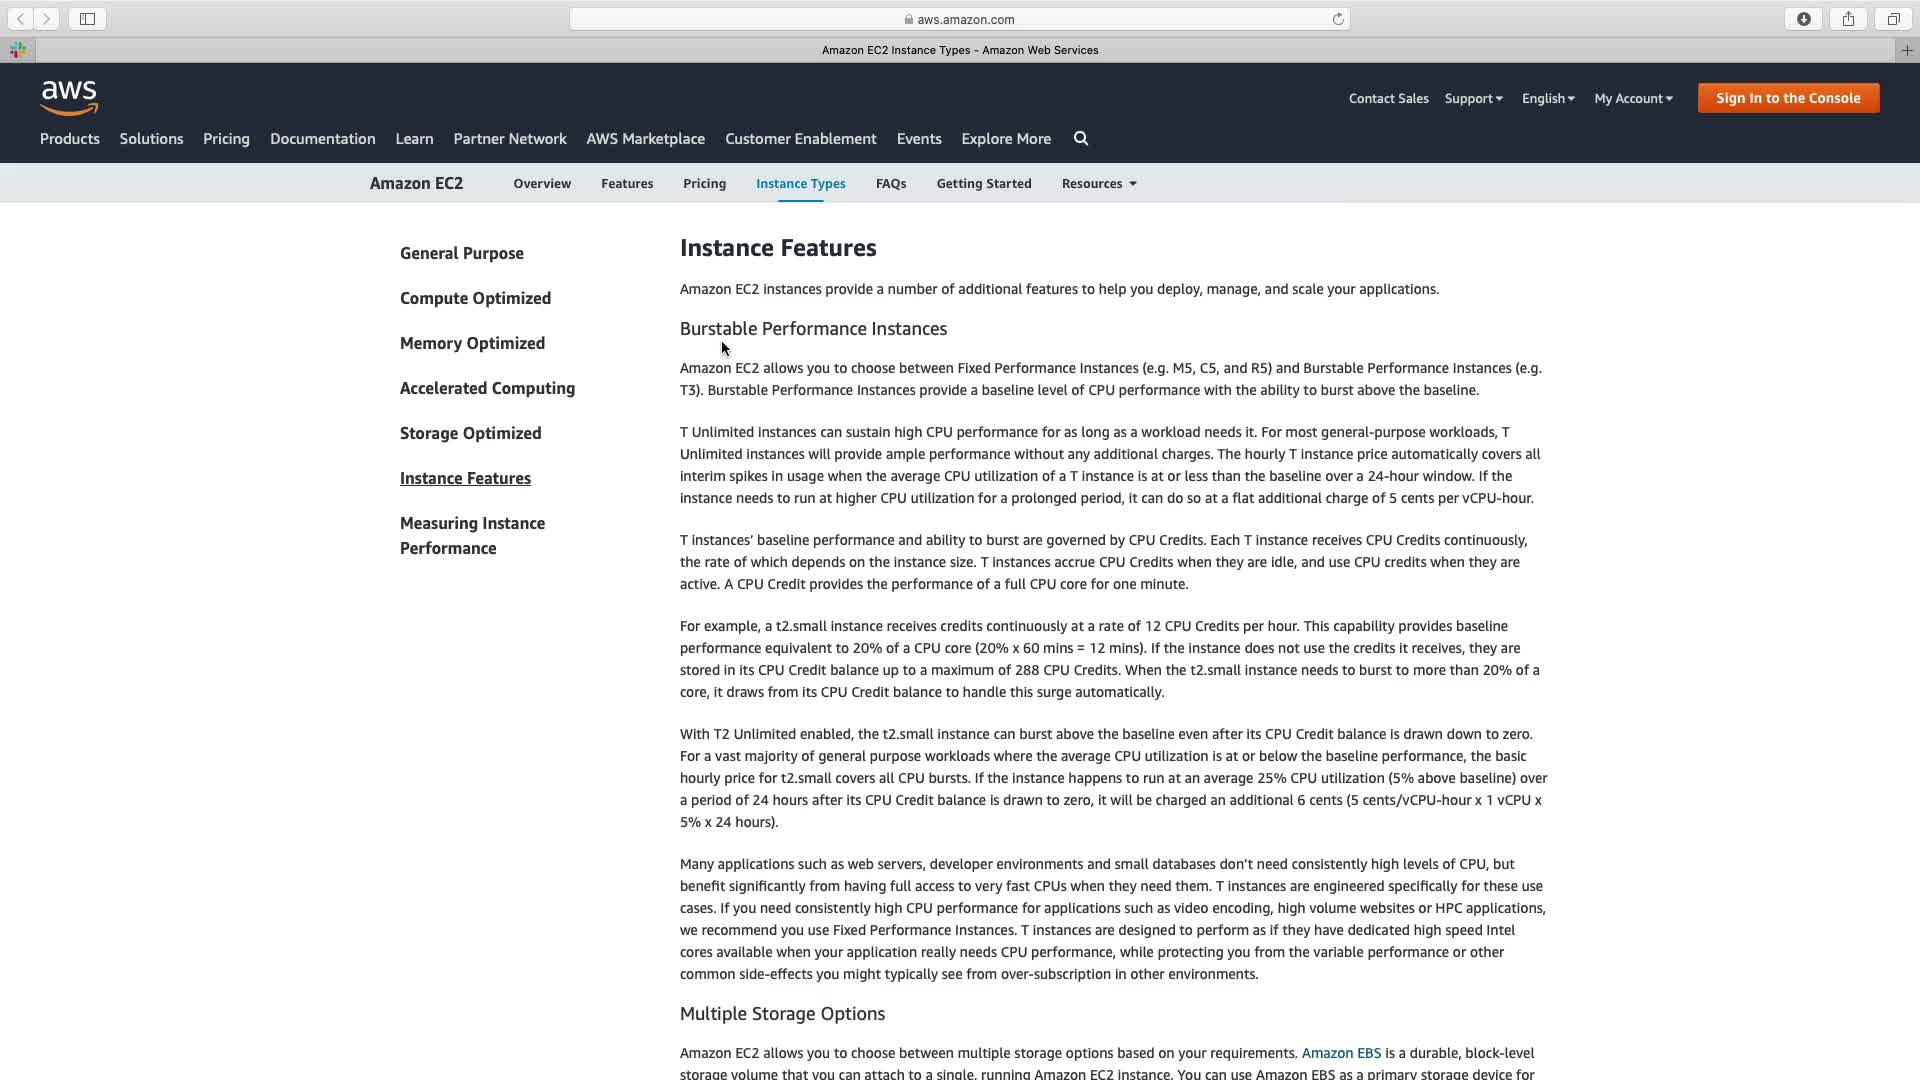 aws.amazon.com
Amazon EC2 Instance Types - Amazon Web Services
aws
Contact Sales Support English My Account Sign In to the Console
Products Solutions Pricing Documentation Learn Partner Network AWS Marketplace Customer Enablement Events Explore More
Amazon EC2 Overview Features Pricing Instance Types FAQs Getting Started Resources
General Purpose
Compute Optimized
Memory Optimized
Accelerated Computing
Storage Optimized
Instance Features
Measuring Instance
Performance
Instance Features
Amazon EC2 instances provide a number of additional features to help you deploy, manage, and scale your applications.
Burstable Performance Instances
Amazon EC2 allows you to choose between Fixed Performance Instances (e.g. M5, C5, and R5) and Burstable Performance Instances (e.g.
T3). Burstable Performance Instances provide a baseline level of CPU performance with the ability to burst above the baseline.
T Unlimited instances can sustain high CPU performance for as long as a workload needs it. For most general-purpose workloads, T
Unlimited instances will provide ample performance without any additional charges. The hourly T instance price automatically covers all
interim spikes in usage when the average CPU utilization of a T instance is at or less than the baseline over a 24-hour window. If the
instance needs to run at higher CPU utilization for a prolonged period, it can do so at a flat additional charge of 5 cents per vCPU-hour.
T instances’ baseline performance and ability to burst are governed by CPU Credits. Each T instance receives CPU Credits continuously,
the rate of which depends on the instance size. T instances accrue CPU Credits when they are idle, and use CPU credits when they are
active. A CPU Credit provides the performance of a full CPU core for one minute.
For example, a t2.small instance receives credits continuously at a rate of 12 CPU Credits per hour. This capability provides baseline
performance equivalent to 20% of a CPU core (20% x 60 mins = 12 mins). If the instance does not use the credits it receives, they are
stored in its CPU Credit balance up to a maximum of 288 CPU Credits. When the t2.small instance needs to burst to more than 20% of a
core, it draws from its CPU Credit balance to handle this surge automatically.
With T2 Unlimited enabled, the t2.small instance can burst above the baseline even after its CPU Credit balance is drawn down to zero.
For a vast majority of general purpose workloads where the average CPU utilization is at or below the baseline performance, the basic
hourly price for t2.small covers all CPU bursts. If the instance happens to run at an average 25% CPU utilization (5% above baseline) over
a period of 24 hours after its CPU Credit balance is drawn to zero, it will be charged an additional 6 cents (5 cents/vCPU-hour x 1 vCPU x
5% x 24 hours).
Many applications such as web servers, developer environments and small databases don’t need consistently high levels of CPU, but
benefit significantly from having full access to very fast CPUs when they need them. T instances are engineered specifically for these use
cases. If you need consistently high CPU performance for applications such as video encoding, high volume websites or HPC applications,
we recommend you use Fixed Performance Instances. T instances are designed to perform as if they have dedicated high speed Intel
cores available when your application really needs CPU performance, while protecting you from the variable performance or other
common side-effects you might typically see from over-subscription in other environments.
Multiple Storage Options
Amazon EC2 allows you to choose between multiple storage options based on your requirements. Amazon EBS is a durable, block-level
storage volume that you can attach to a single, running Amazon EC2 instance. You can use Amazon EBS as a primary storage device for